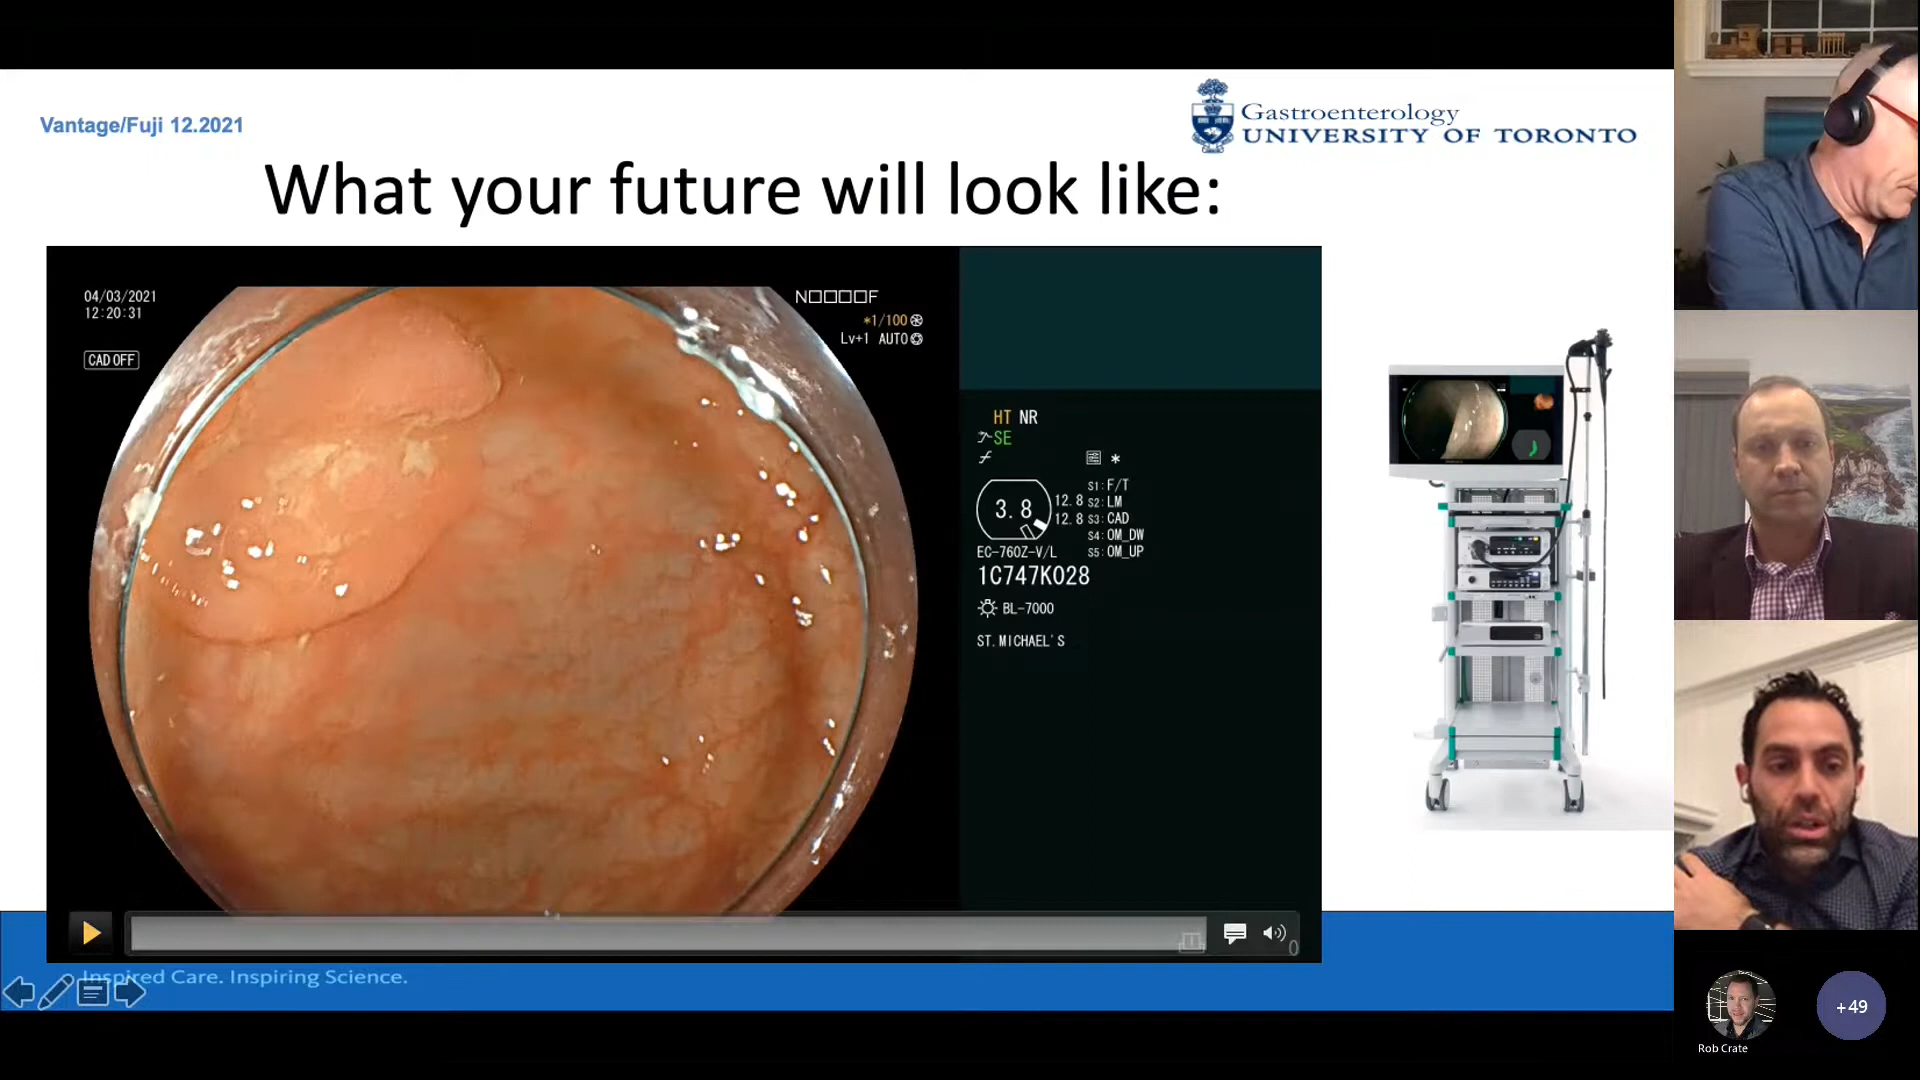 Vantage/Fuji 12.2021
Gastroenterology
UNIVERSITY OF TORONTO
What your future will look like:
04/03/2021
12:20:31
CAD OFF
N□□□□F
*1/100
Lv+1 AUTO
HT NR
SE
3.8
12.8
12.8
S1:F/T
S2:LM
S3:CAD
S4:OM_DW
S5:OM_UP
EC-760Z-V/L
1C747K028
BL-7000
ST.MICHAEL'S
0
Inspired Care. Inspiring Science.
+49
Rob Crate